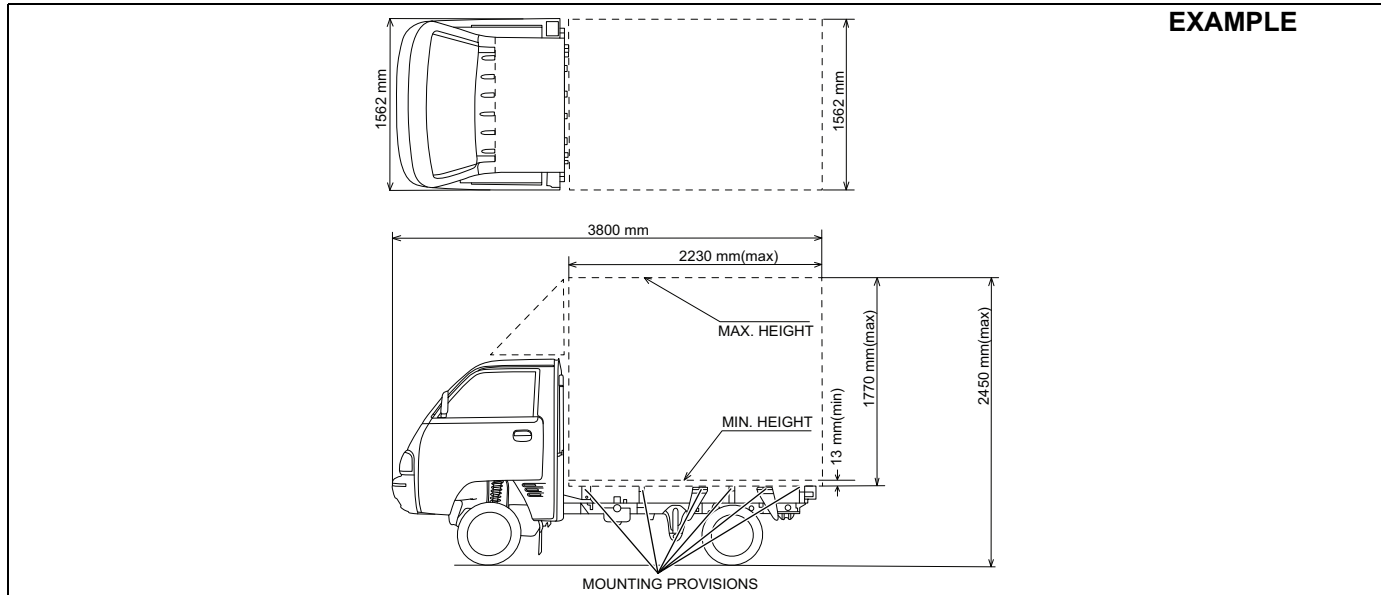 EXAMPLE
1562 mm
1562 mm
3800 mm
2230 mm(max)
MAX. HEIGHT
1770 mm(max)
2450 mm(max)
MIN. HEIGHT
13 mm(min)
MOUNTING PROVISIONS